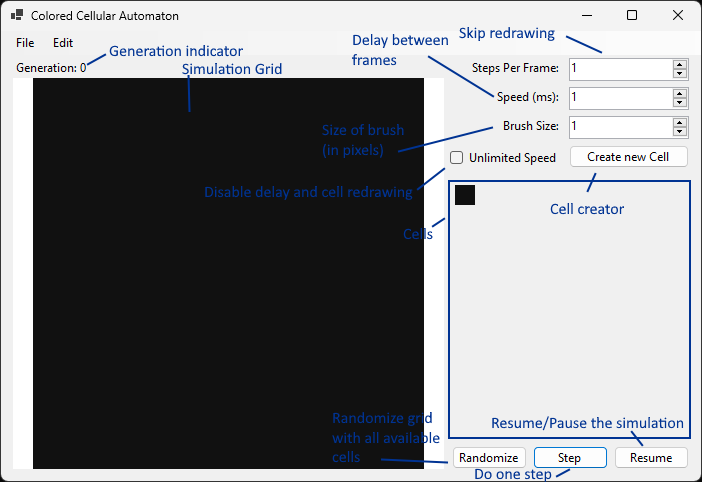 Colored Cellular Automaton
File Edit
Skip redrawing
Delay between
frames
Generation indicator
Generation: 0
Simulation Grid
Steps Per Frame: 1
Speed (ms): 1
Brush Size: 1
Size of brush
(in pixels)
Unlimited Speed
Create new Cell
Disable delay and cell redrawing
Cell creator
Cells
Randomize grid
with all available
cells
Resume/Pause the simulation
Randomize
Step
Resume
Do one step